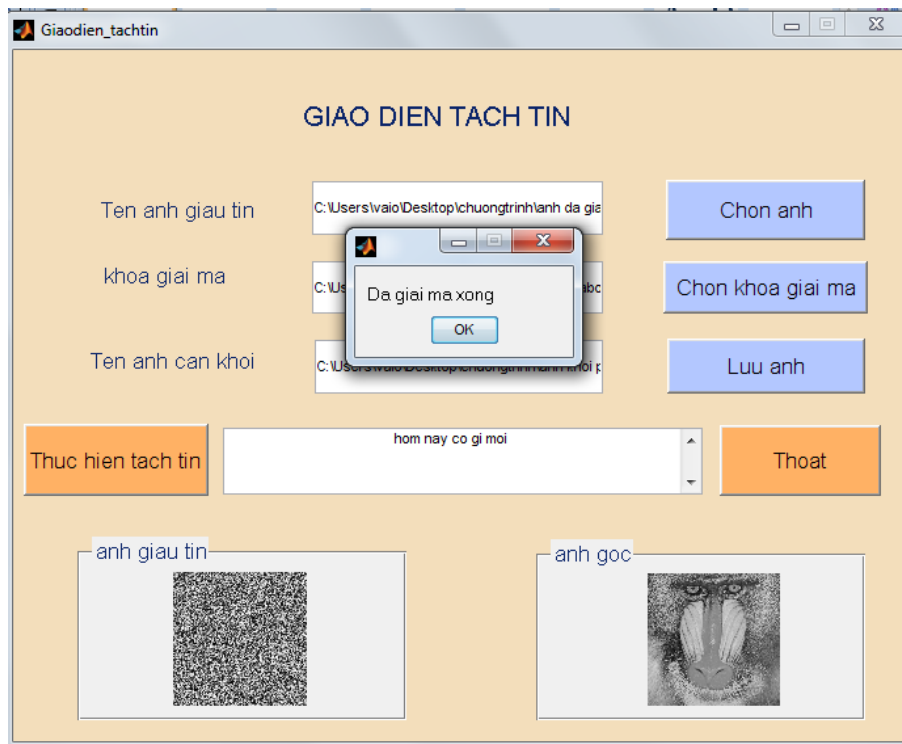 Giaodien_tachtin
GIAO DIEN TACH TIN
Ten anh giau tin
C:\Users\vaio\Desktop\chuongtrinh\anh da gia
Chon anh
khoa giai ma
Chon khoa giai ma
Da giai ma xong
OK
Ten anh can khoi
Luu anh
Thuc hien tach tin
hom nay co gi moi
Thoat
anh giau tin
anh goc